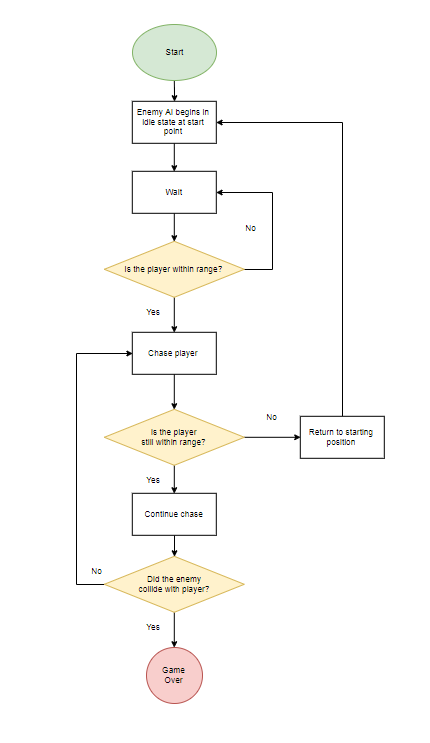 Start
Enemy AI begins in
idle state at start
point
Wait
No
Is the player within range?
Yes
Chase player
Is the player
still within range?
No
Return to starting
position
Yes
Continue chase
No
Did the enemy
collide with player?
Yes
Game
Over